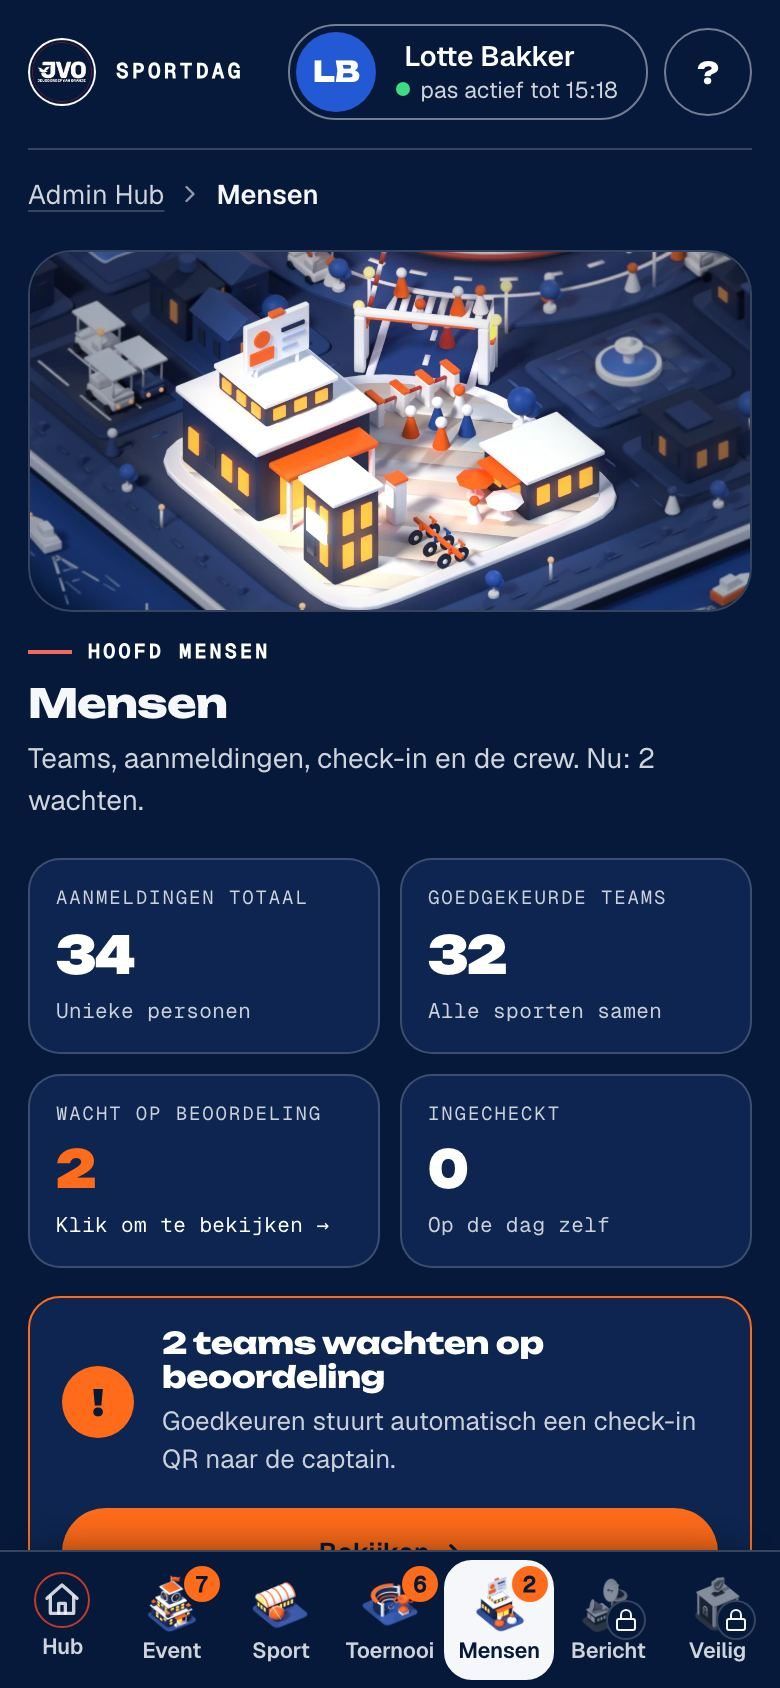 JVO
SPORTDAG
LB
Lotte Bakker
pas actief tot 15:18
?
Admin Hub > Mensen
HOOFD MENSEN
Mensen
Teams, aanmeldingen, check-in en de crew. Nu: 2
wachten.
AANMELDINGEN TOTAAL
34
Unieke personen
GOEDGEKEURDE TEAMS
32
Alle sporten samen
WACHT OP BEOORDELING
2
Klik om te bekijken →
INGECHECKT
0
Op de dag zelf
!
2 teams wachten op
beoordeling
Goedkeuren stuurt automatisch een check-in
QR naar de captain.
Bekijken →
Hub
7
Event
Sport
6
Toernooi
2
Mensen
Bericht
Veilig